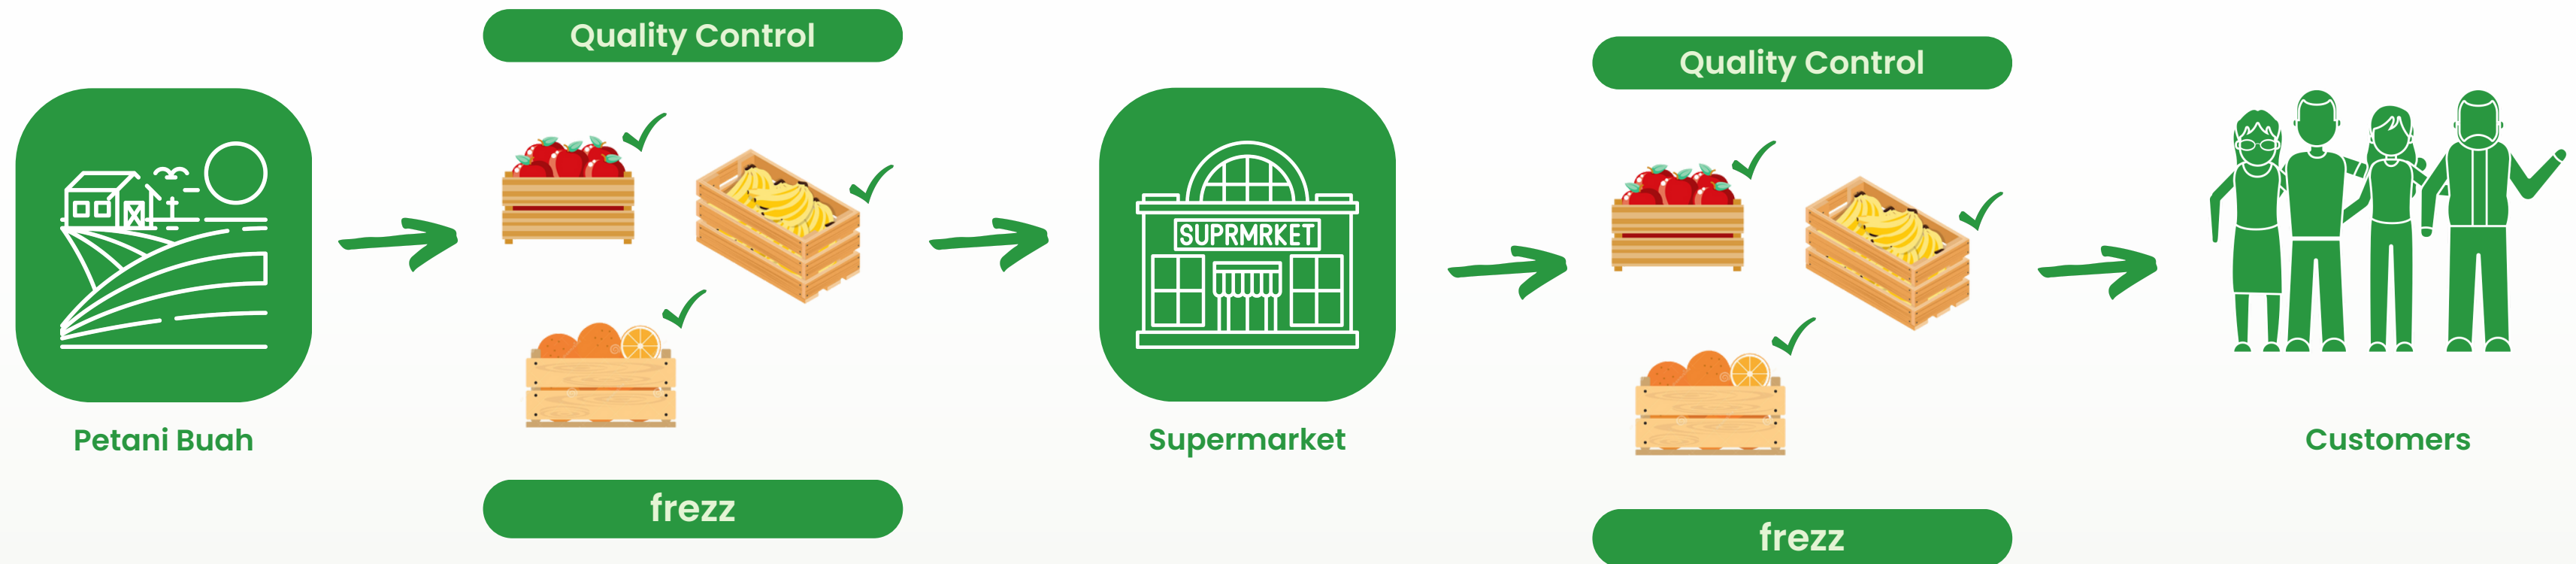 Quality Control
Quality Control
SUPRMRKET
Petani Buah
Supermarket
Customers
frezz
frezz